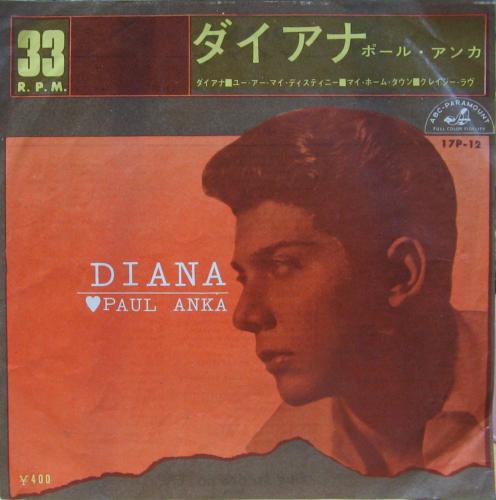 33
R.P.M.
ダイアナ ポール・アンカ
ダイアナ■ユー・アー・マイ・ディスティニー■マイ・ホーム・タウン■クレイジー・ラヴ
ABC-PARAMOUNT
FULL COLOR FIDELITY
17P-12
DIANA
♥PAUL ANKA
¥400